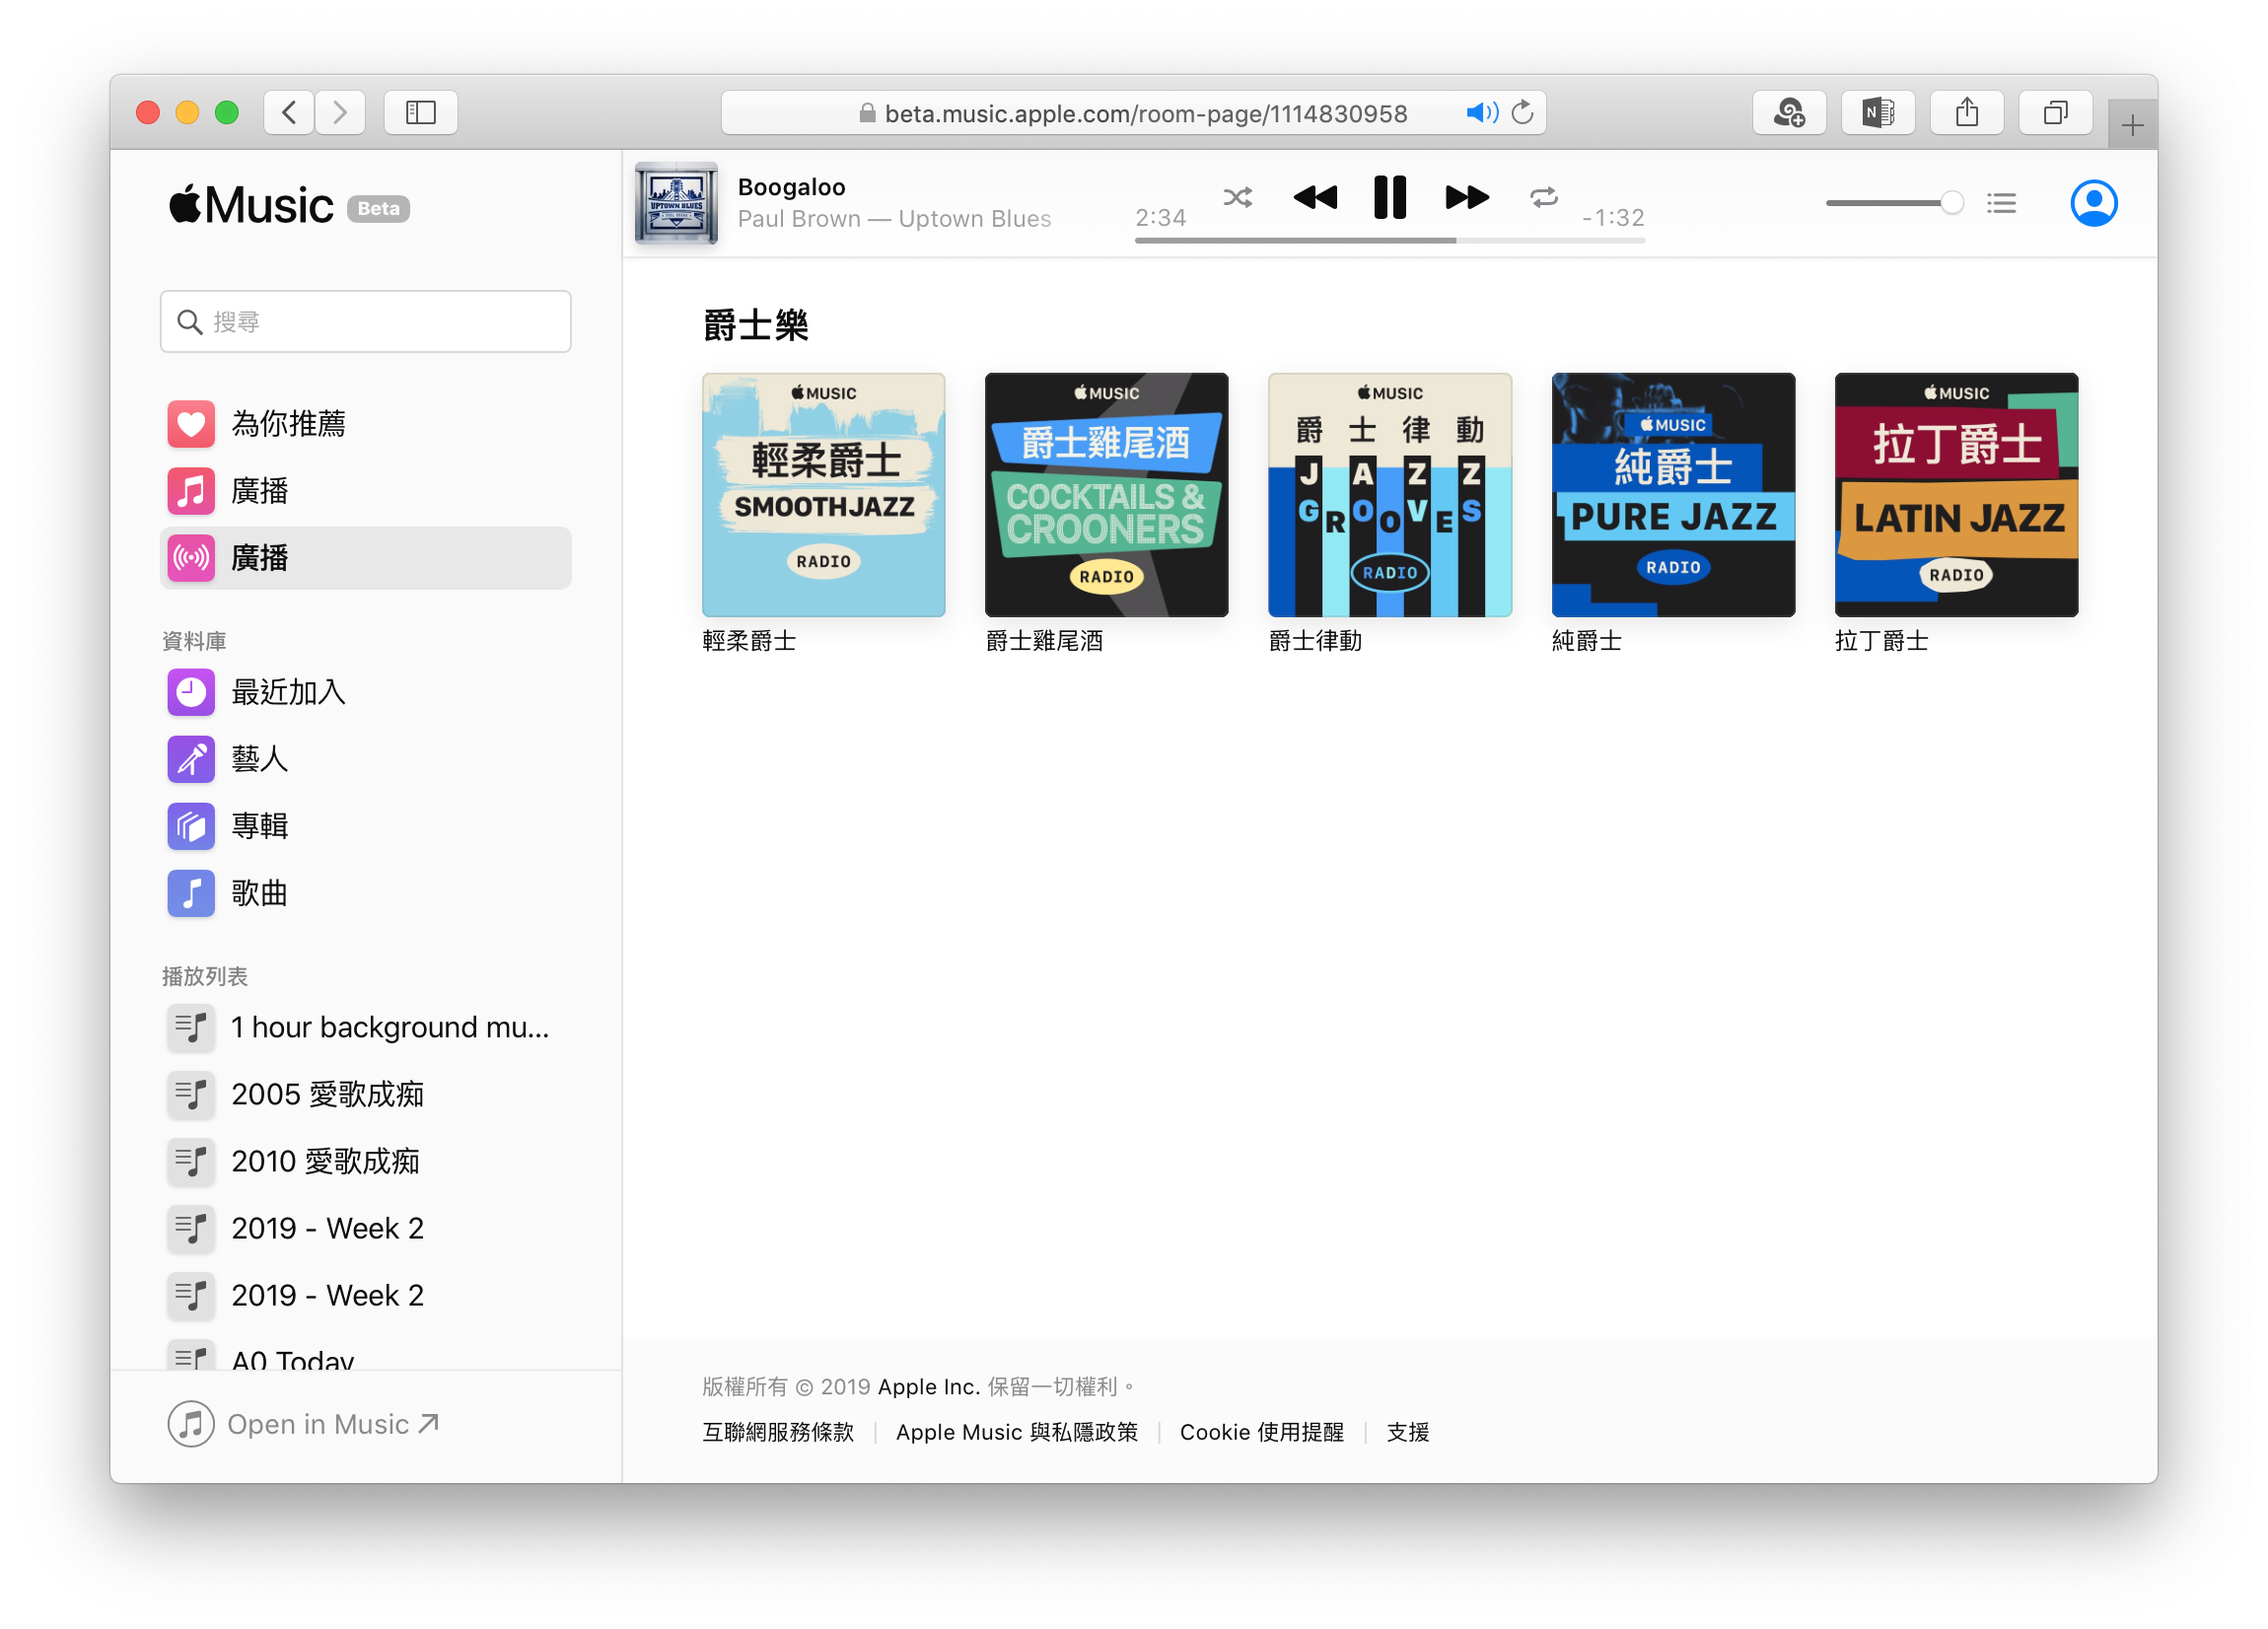 beta.music.apple.com/room-page/1114830958
Music Beta
搜尋
為你推薦
廣播
廣播
資料庫
最近加入
藝人
專輯
歌曲
播放列表
1 hour background mu...
2005 愛歌成痴
2010 愛歌成痴
2019 - Week 2
2019 - Week 2
A0 Today
Open in Music
UPTOWN BLUES
Boogaloo
Paul Brown — Uptown Blues
2:34
-1:32
爵士樂
MUSIC
輕柔爵士
SMOOTH JAZZ
RADIO
輕柔爵士
MUSIC
爵士雞尾酒
COCKTAILS &
CROONERS
RADIO
爵士雞尾酒
MUSIC
爵士律動
JAZZ
GROOVES
RADIO
爵士律動
MUSIC
純爵士
PURE JAZZ
RADIO
純爵士
MUSIC
拉丁爵士
LATIN JAZZ
RADIO
拉丁爵士
版權所有 © 2019 Apple Inc. 保留一切權利。
互聯網服務條款 | Apple Music 與私隱政策 | Cookie 使用提醒 | 支援